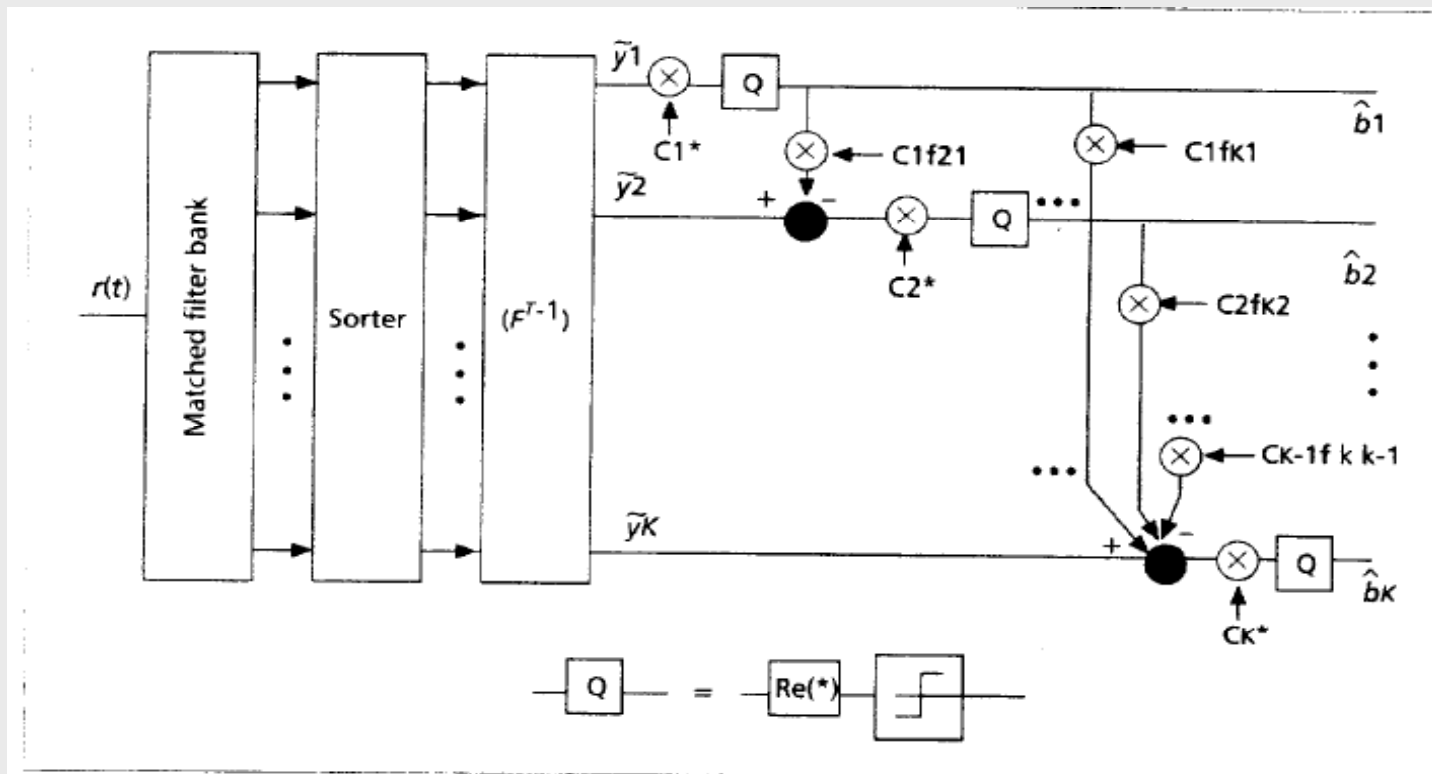 ỹ1
Q
b̂1
C1*
C1f21
C1fK1
ỹ2
+
−
Q
b̂2
C2*
C2fK2
r(t)
Matched filter bank
Sorter
(F^T-1)
CK-1f k k-1
ỹK
+
−
Q
b̂K
CK*
Q = Re(*)